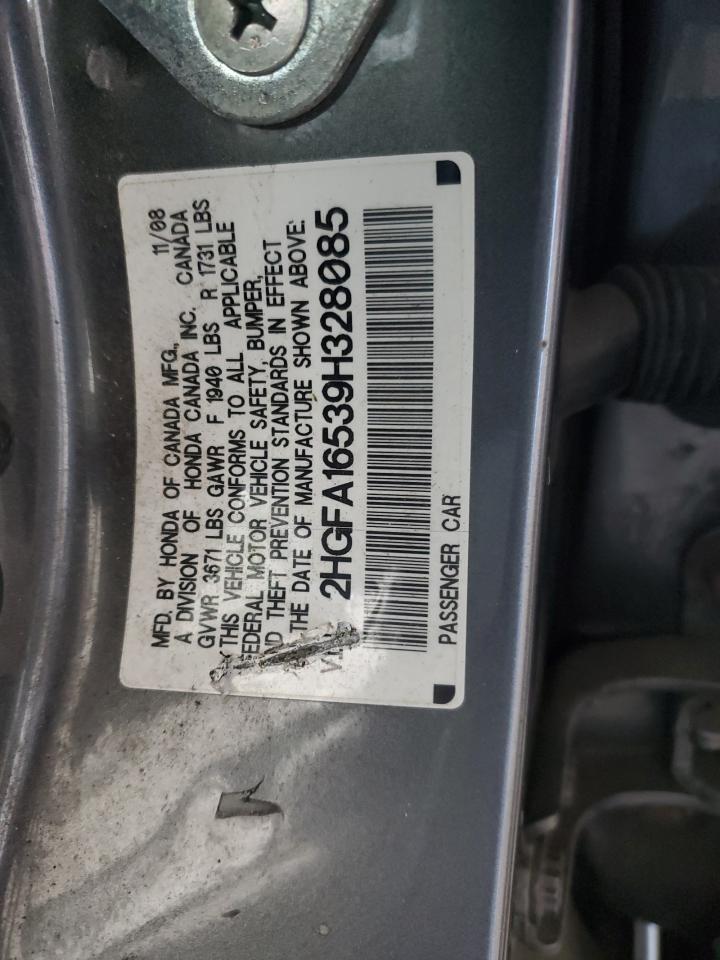 MFD. BY HONDA OF CANADA MFG., 11/08
A DIVISION OF HONDA CANADA INC. CANADA
GVWR 3671 LBS GAWR F 1940 LBS R 1731 LBS
THIS VEHICLE CONFORMS TO ALL APPLICABLE
FEDERAL MOTOR VEHICLE SAFETY, BUMPER,
THEFT PREVENTION STANDARDS IN EFFECT
THE DATE OF MANUFACTURE SHOWN ABOVE.
2HGFA16539H328085
PASSENGER CAR